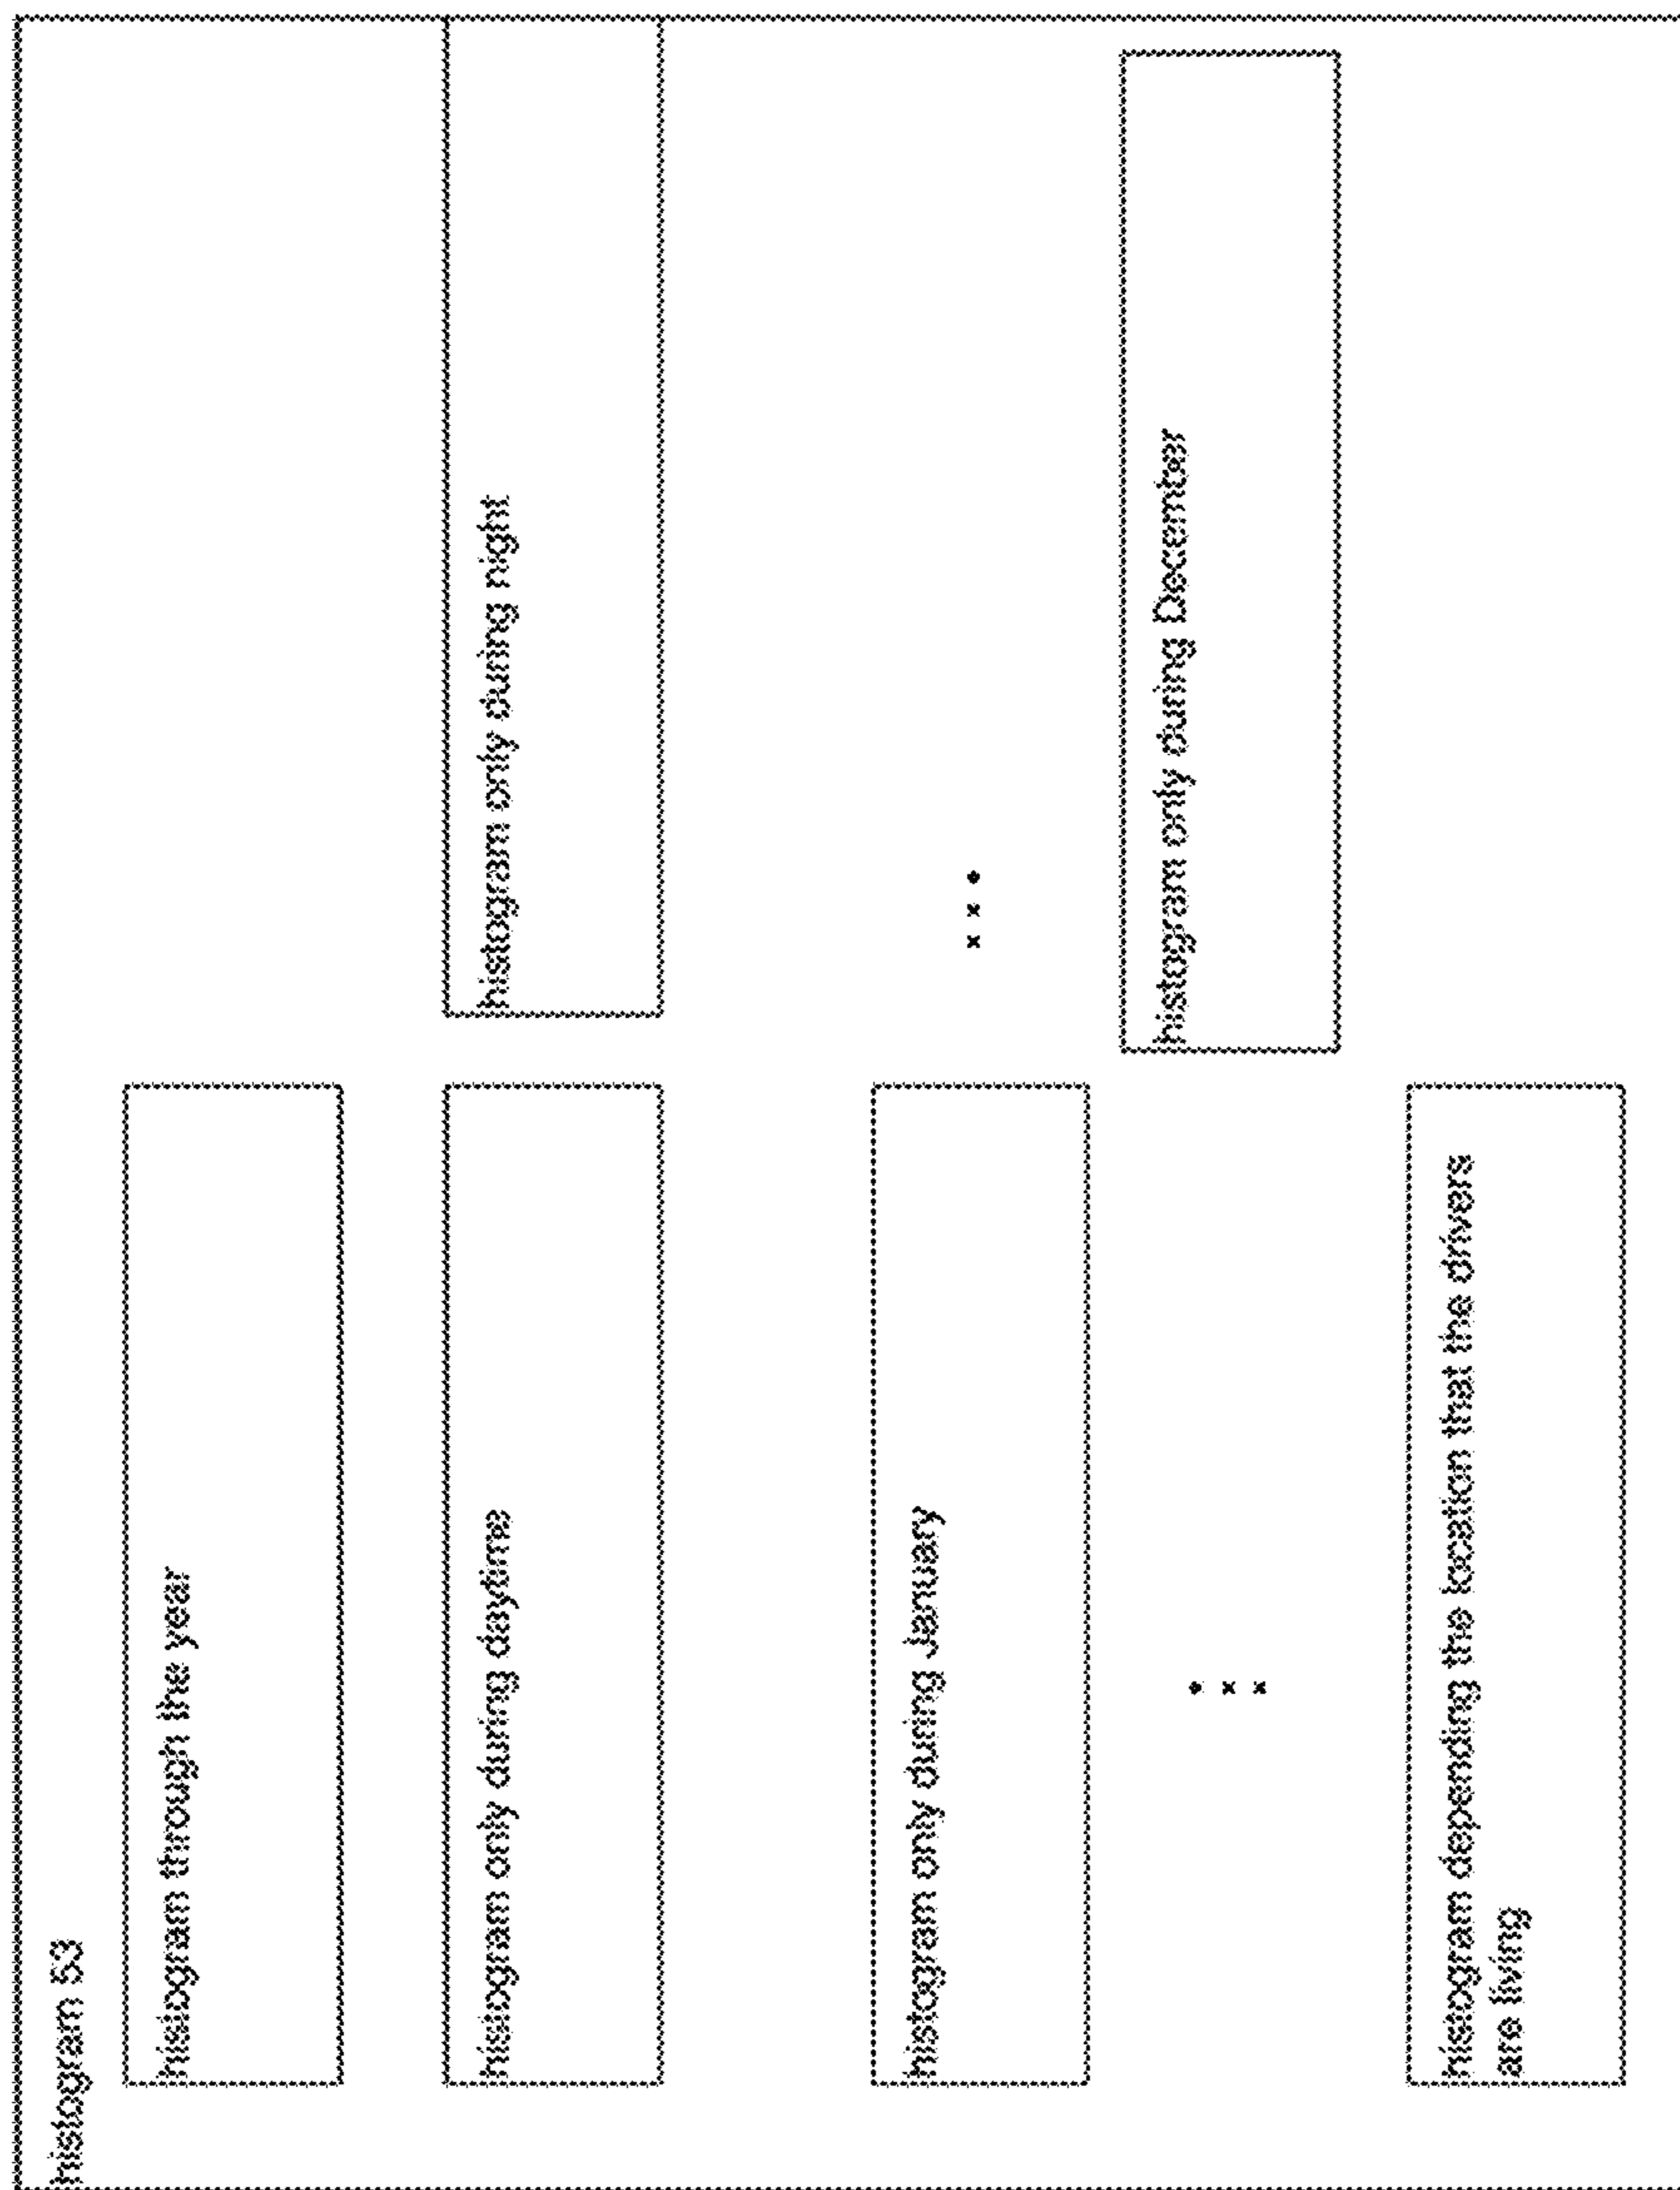 histogram 53
histogram through the year
histogram only during daytime
histogram only during night
histogram only during January
histogram only during December
histogram depending the location that the drivers
are living